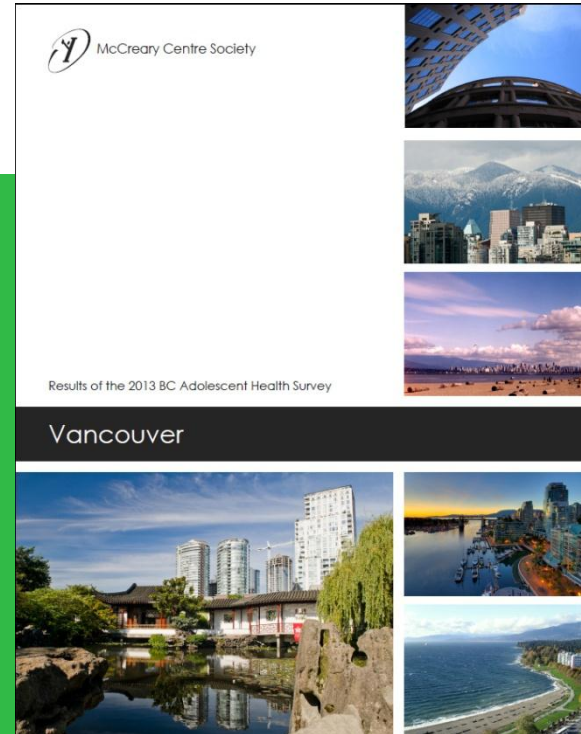 McCreary Centre Society
Results of the 2013 BC Adolescent Health Survey
Vancouver